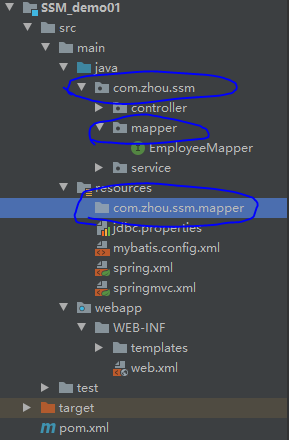 SSM_demo01
src
main
java
com.zhou.ssm
controller
mapper
EmployeeMapper
service
resources
com.zhou.ssm.mapper
jdbc.properties
mybatis.config.xml
spring.xml
springmvc.xml
webapp
WEB-INF
templates
web.xml
test
target
pom.xml